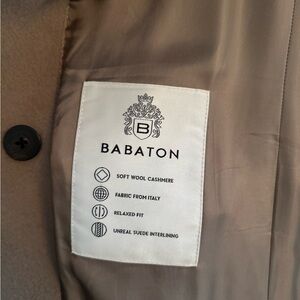 B
BABATON
SOFT WOOL CASHMERE
FABRIC FROM ITALY
RELAXED FIT
UNREAL SUEDE INTERLINING